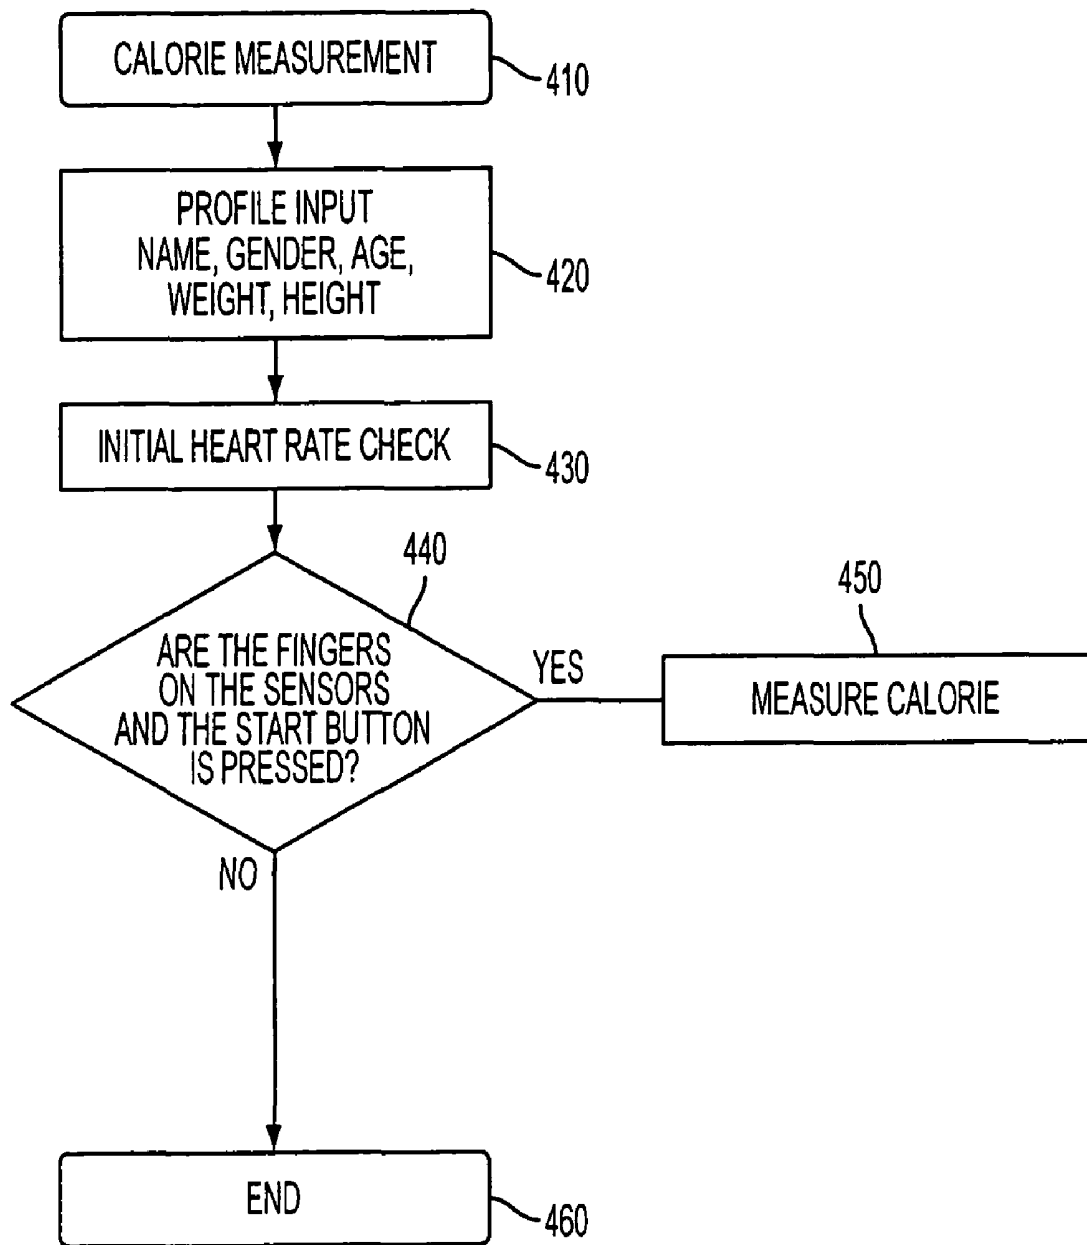 CALORIE MEASUREMENT
410
PROFILE INPUT
NAME, GENDER, AGE,
WEIGHT, HEIGHT
420
INITIAL HEART RATE CHECK
430
440
ARE THE FINGERS
ON THE SENSORS
AND THE START BUTTON
IS PRESSED?
YES
450
MEASURE CALORIE
NO
END
460